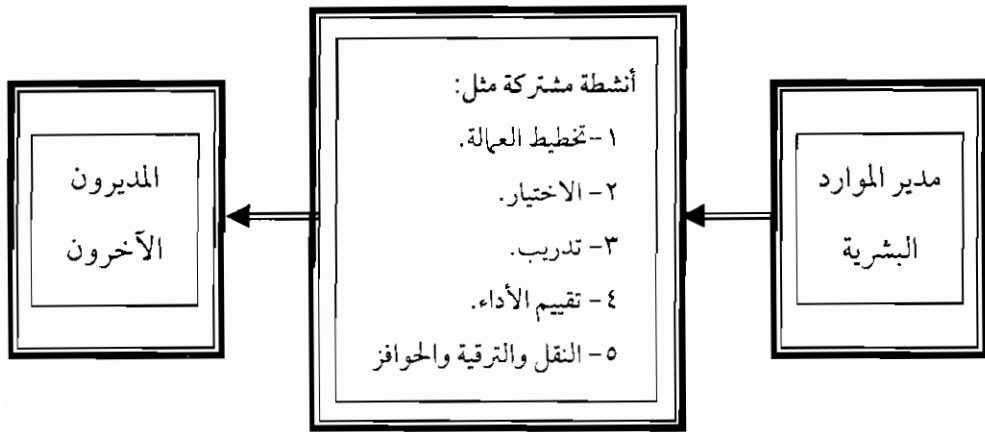 مدير الموارد
البشرية
أنشطة مشتركة مثل:
١- تخطيط العمالة.
٢- الاختيار.
٣- تدريب.
٤- تقييم الأداء.
٥- النقل والترقية والحوافز
المديرون
الآخرون